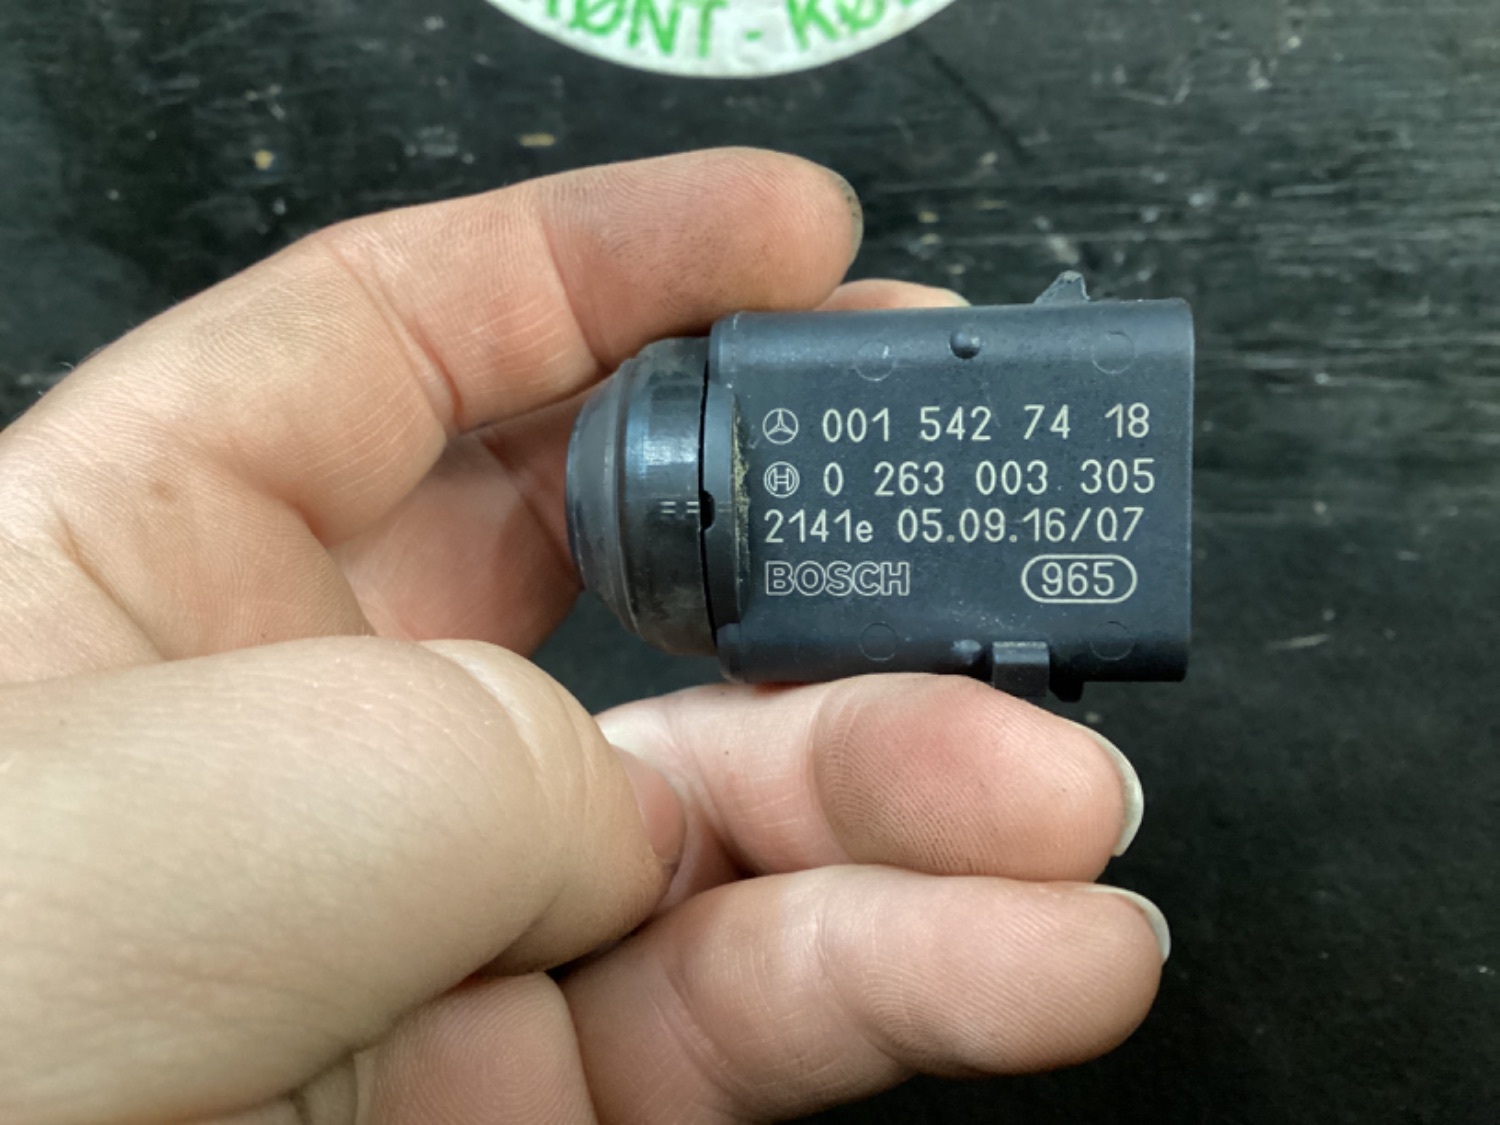 001 542 74 18
0 263 003 305
2141e 05.09.16/07
BOSCH 965